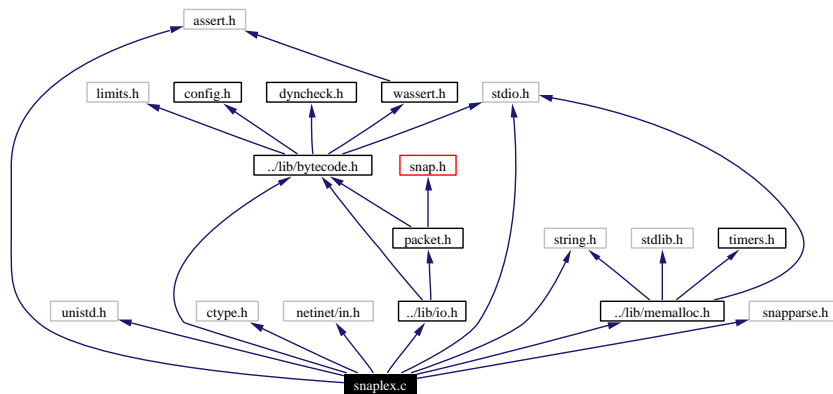 assert.h
limits.h
config.h
dyncheck.h
wassert.h
stdio.h
../lib/bytecode.h
snap.h
packet.h
string.h
stdlib.h
timers.h
unistd.h
ctype.h
netinet/in.h
../lib/io.h
../lib/memalloc.h
snapparse.h
snaplex.c